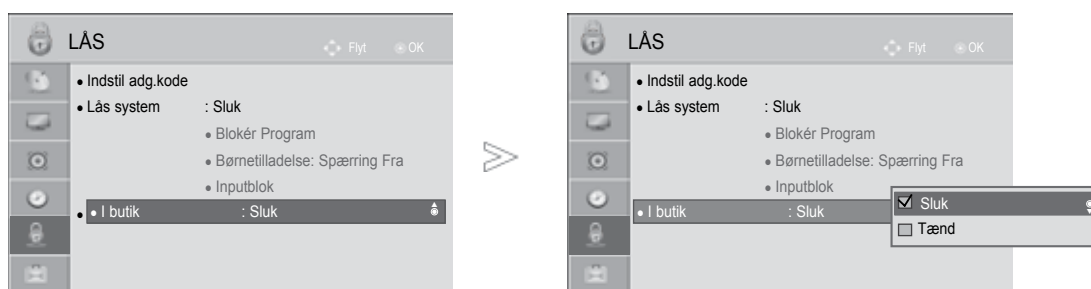 LÅS
Flyt OK
• Indstil adg.kode
• Lås system : Sluk
• Blokér Program
• Børnetilladelse: Spærring Fra
• Inputblok
• I butik : Sluk
LÅS
Flyt OK
• Indstil adg.kode
• Lås system : Sluk
• Blokér Program
• Børnetilladelse: Spærring Fra
• Inputblok
• I butik : Sluk
Sluk
Tænd